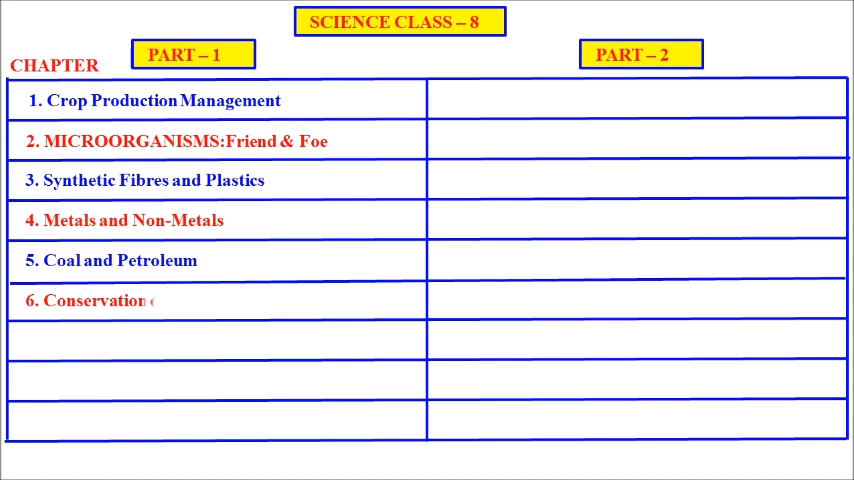 SCIENCE CLASS – 8
PART – 1
PART – 2
CHAPTER
1. Crop Production Management
2. MICROORGANISMS:Friend & Foe
3. Synthetic Fibres and Plastics
4. Metals and Non-Metals
5. Coal and Petroleum
6. Conservation